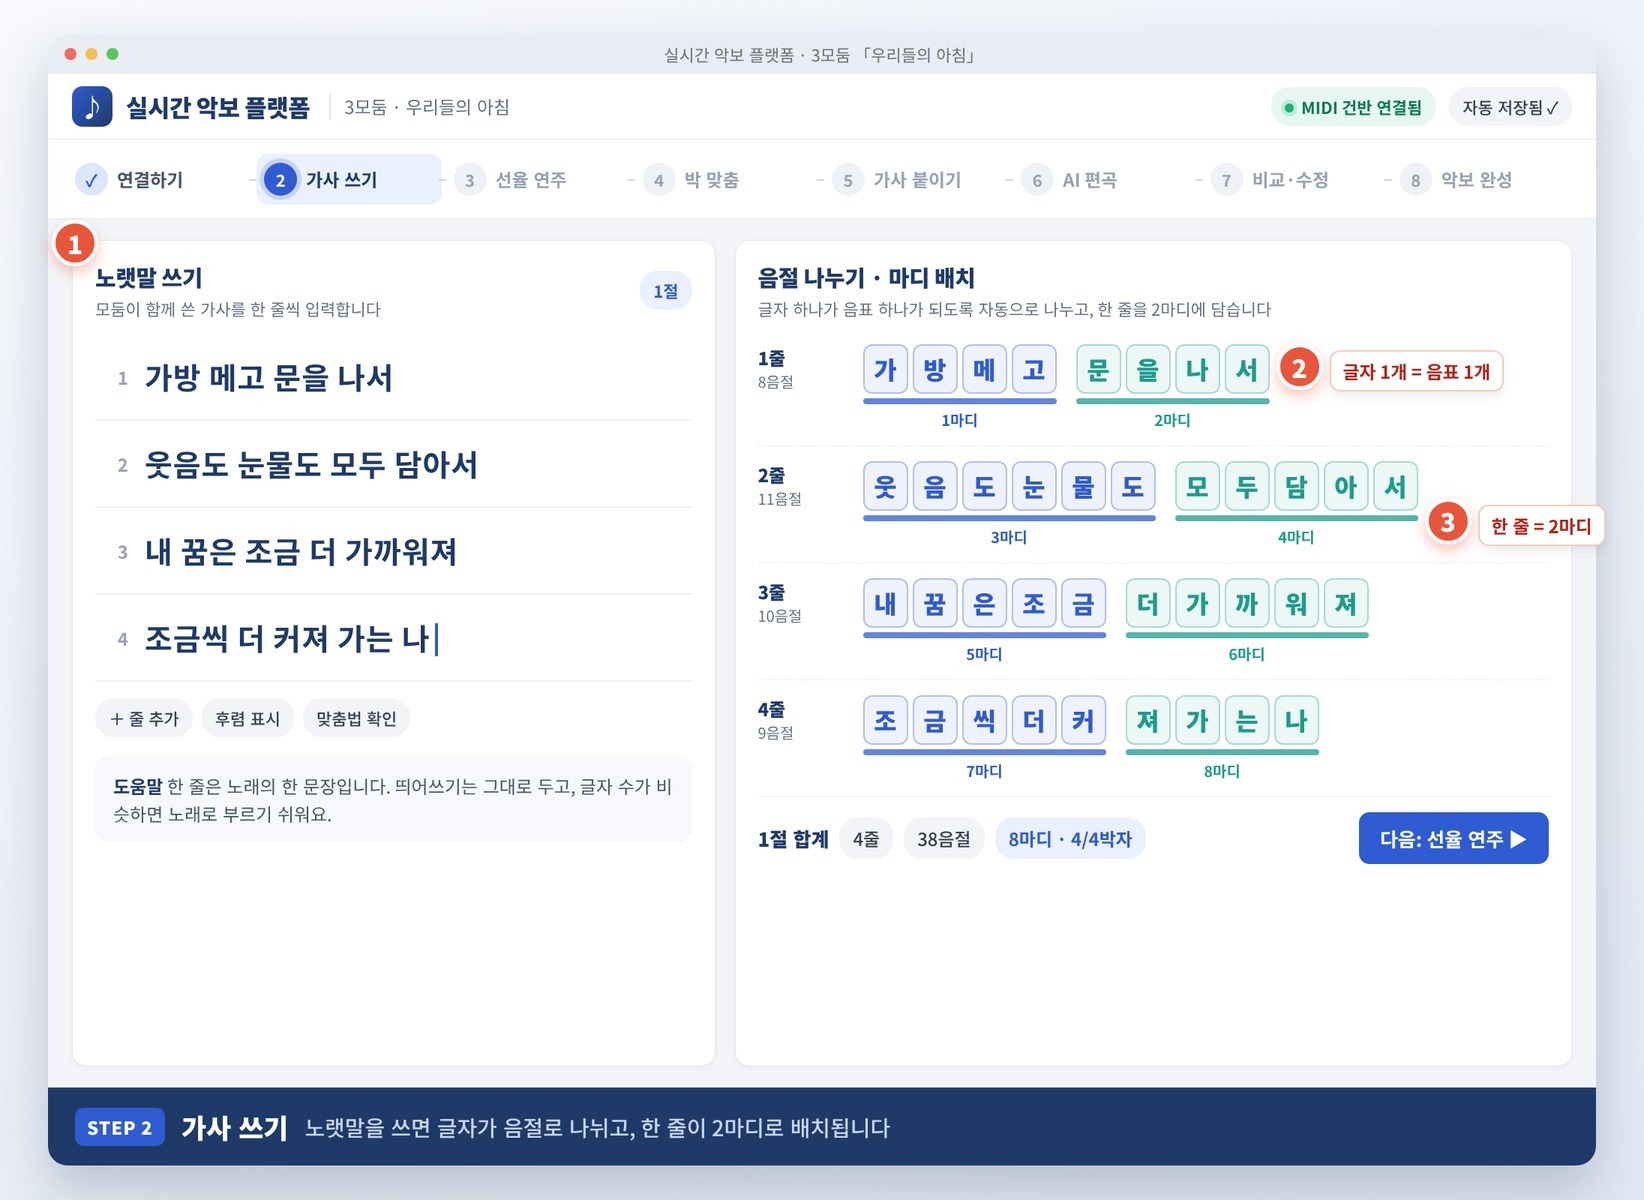 실시간 악보 플랫폼 · 3모둠 「우리들의 아침」
실시간 악보 플랫폼 3모둠 · 우리들의 아침 MIDI 건반 연결됨 자동 저장됨 ✓
✓ 연결하기 2 가사 쓰기 3 선율 연주 4 박 맞춤 5 가사 붙이기 6 AI 편곡 7 비교·수정 8 악보 완성
1
노랫말 쓰기
모둠이 함께 쓴 가사를 한 줄씩 입력합니다
1절
1 가방 메고 문을 나서
2 웃음도 눈물도 모두 담아서
3 내 꿈은 조금 더 가까워져
4 조금씩 더 커져 가는 나
+ 줄 추가 후렴 표시 맞춤법 확인
도움말 한 줄은 노래의 한 문장입니다. 띄어쓰기는 그대로 두고, 글자 수가 비
슷하면 노래로 부르기 쉬워요.
음절 나누기 · 마디 배치
글자 하나가 음표 하나가 되도록 자동으로 나누고, 한 줄을 2마디에 담습니다
1줄
8음절
가 방 메 고 문 을 나 서
1마디 2마디
2 글자 1개 = 음표 1개
2줄
11음절
웃 음 도 눈 물 도 모 두 담 아 서
3마디 4마디
3 한 줄 = 2마디
3줄
10음절
내 꿈 은 조 금 더 가 까 워 져
5마디 6마디
4줄
9음절
조 금 씩 더 커 져 가 는 나
7마디 8마디
1절 합계 4줄 38음절 8마디 · 4/4박자 다음: 선율 연주 ▶
STEP 2 가사 쓰기 노랫말을 쓰면 글자가 음절로 나뉘고, 한 줄이 2마디로 배치됩니다